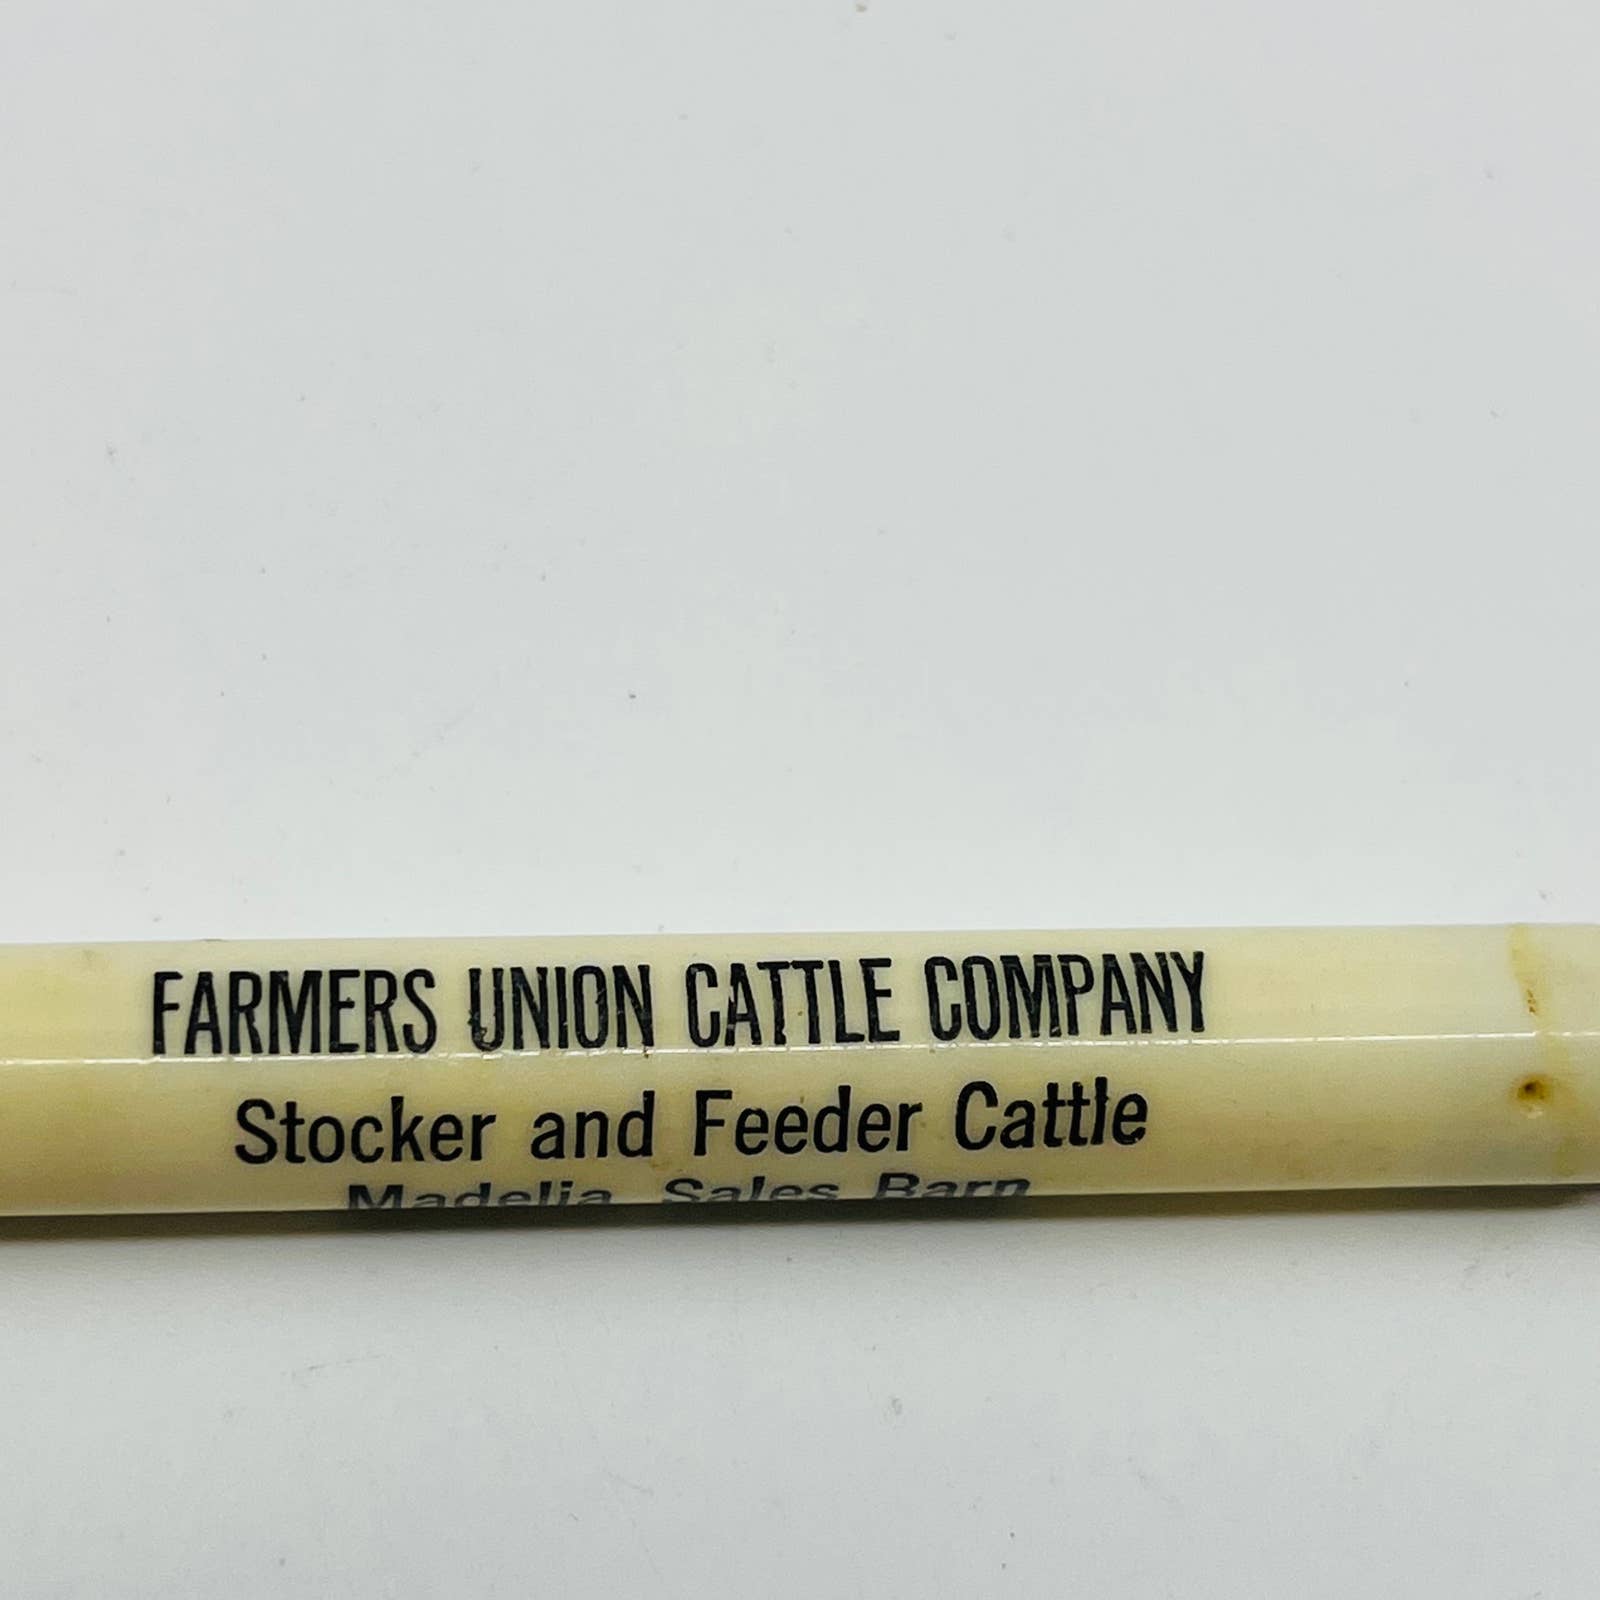 FARMERS UNION CATTLE COMPANY
Stocker and Feeder Cattle
Madelia Sales Barn